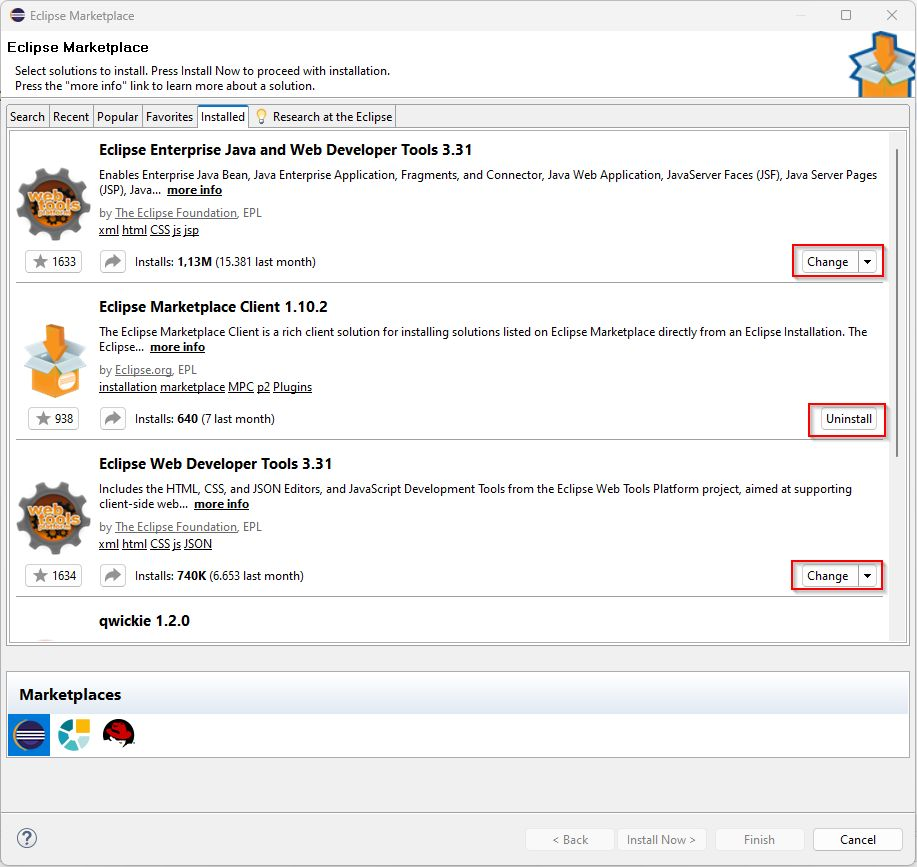 Eclipse Marketplace
Eclipse Marketplace
Select solutions to install. Press Install Now to proceed with installation.
Press the "more info" link to learn more about a solution.
Search Recent Popular Favorites Installed Research at the Eclipse
Eclipse Enterprise Java and Web Developer Tools 3.31
Enables Enterprise Java Bean, Java Enterprise Application, Fragments, and Connector, Java Web Application, JavaServer Faces (JSF), Java Server Pages
(JSP), Java... more info
web tools platform
by The Eclipse Foundation, EPL
xml html CSS js jsp
1633 Installs: 1,13M (15.381 last month) Change
Eclipse Marketplace Client 1.10.2
The Eclipse Marketplace Client is a rich client solution for installing solutions listed on Eclipse Marketplace directly from an Eclipse Installation. The
Eclipse... more info
by Eclipse.org, EPL
installation marketplace MPC p2 Plugins
938 Installs: 640 (7 last month) Uninstall
Eclipse Web Developer Tools 3.31
Includes the HTML, CSS, and JSON Editors, and JavaScript Development Tools from the Eclipse Web Tools Platform project, aimed at supporting
client-side web... more info
web tools platform
by The Eclipse Foundation, EPL
xml html CSS js JSON
1634 Installs: 740K (6.653 last month) Change
qwickie 1.2.0
Marketplaces
? < Back Install Now > Finish Cancel